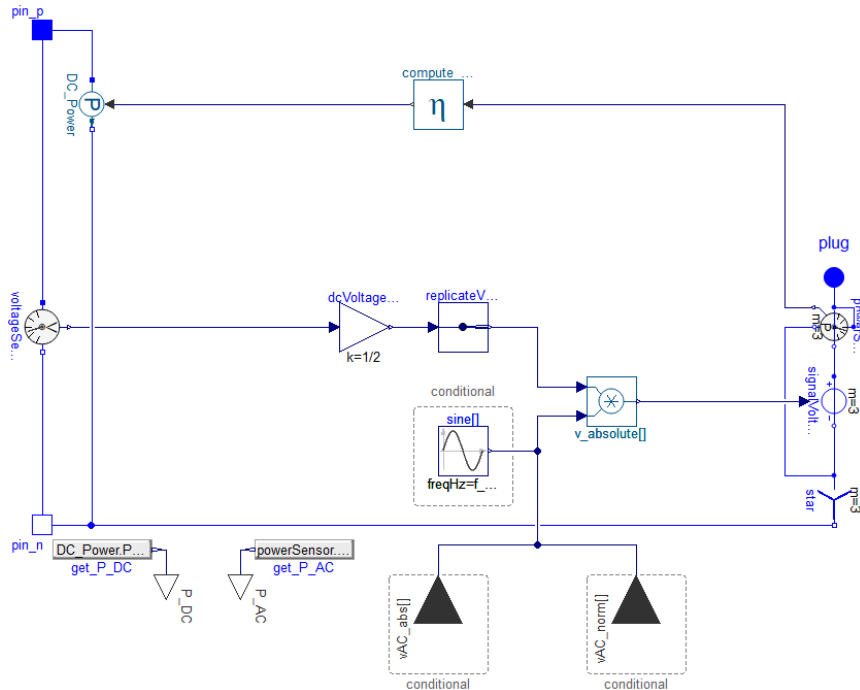 pin_p
compute_...
η
P
DC_Power
plug
voltageSe...
dcVoltage...
replicateV...
k=1/2
m=3
conditional
sine[]
freqHz=f_...
v_absolute[]
+
signalVolt...
-
m=3
m=3
star
pin_n
DC_Power.P...
get_P_DC
powerSensor....
get_P_AC
P_DC
P_AC
vAC_abs[]
vAC_norm[]
conditional
conditional